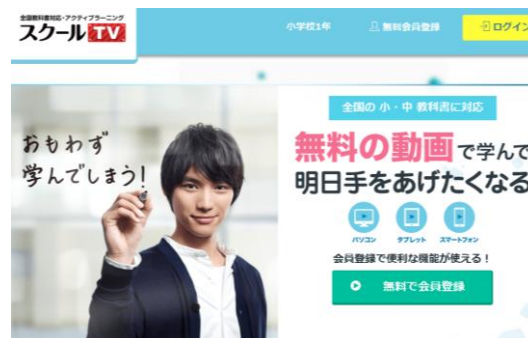 全国教科書対応・アクティブラーニング
スクールTV
小学校1年
無料会員登録
ログイン
全国の 小・中 教科書に対応
おもわず
学んでしまう!
無料の動画で学んで
明日手をあげたくなる
パソコン
タブレット
スマートフォン
会員登録で便利な機能が使える!
無料で会員登録